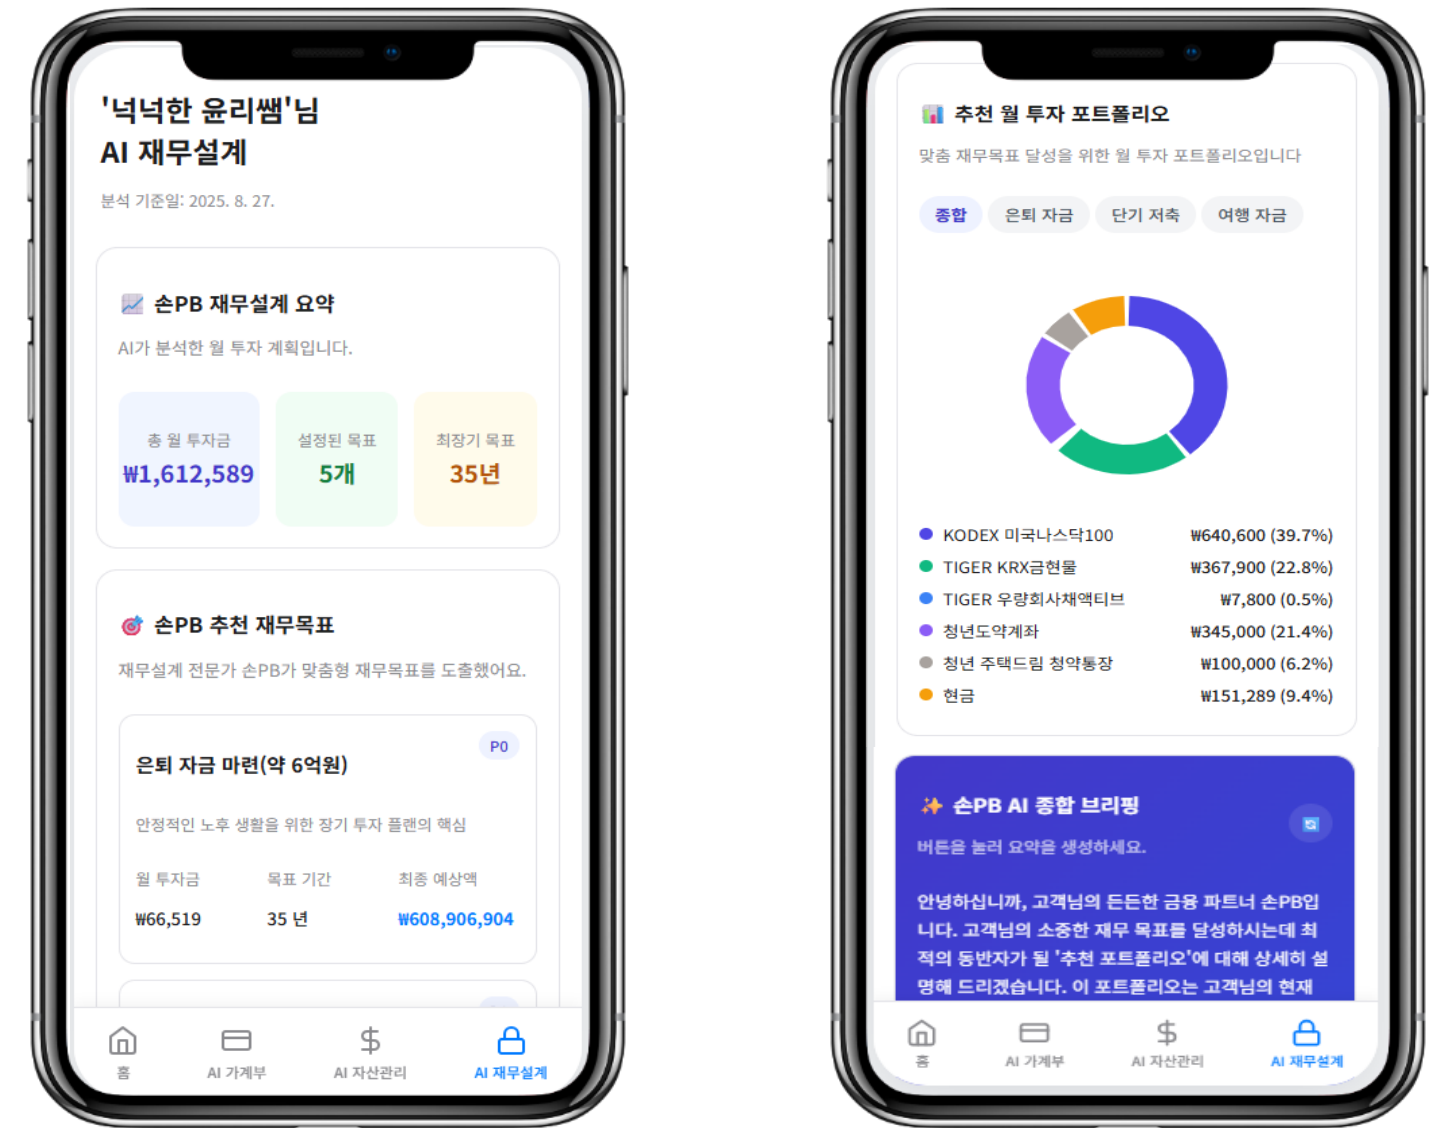 '넉넉한 윤리쌤'님
AI 재무설계
분석 기준일: 2025. 8. 27.
손PB 재무설계 요약
AI가 분석한 월 투자 계획입니다.
총 월 투자금
₩1,612,589
설정된 목표
5개
최장기 목표
35년
손PB 추천 재무목표
재무설계 전문가 손PB가 맞춤형 재무목표를 도출했어요.
P0
은퇴 자금 마련(약 6억원)
안정적인 노후 생활을 위한 장기 투자 플랜의 핵심
월 투자금
₩66,519
목표 기간
35 년
최종 예상액
₩608,906,904
홈
AI 가계부
AI 자산관리
AI 재무설계
추천 월 투자 포트폴리오
맞춤 재무목표 달성을 위한 월 투자 포트폴리오입니다
종합
은퇴 자금
단기 저축
여행 자금
KODEX 미국나스닥100 ₩640,600 (39.7%)
TIGER KRX금현물 ₩367,900 (22.8%)
TIGER 우량회사채액티브 ₩7,800 (0.5%)
청년도약계좌 ₩345,000 (21.4%)
청년 주택드림 청약통장 ₩100,000 (6.2%)
현금 ₩151,289 (9.4%)
손PB AI 종합 브리핑
버튼을 눌러 요약을 생성하세요.
안녕하십니까, 고객님의 든든한 금융 파트너 손PB입
니다. 고객님의 소중한 재무 목표를 달성하시는데 최
적의 동반자가 될 '추천 포트폴리오'에 대해 상세히 설
명해 드리겠습니다. 이 포트폴리오는 고객님의 현재
홈
AI 가계부
AI 자산관리
AI 재무설계